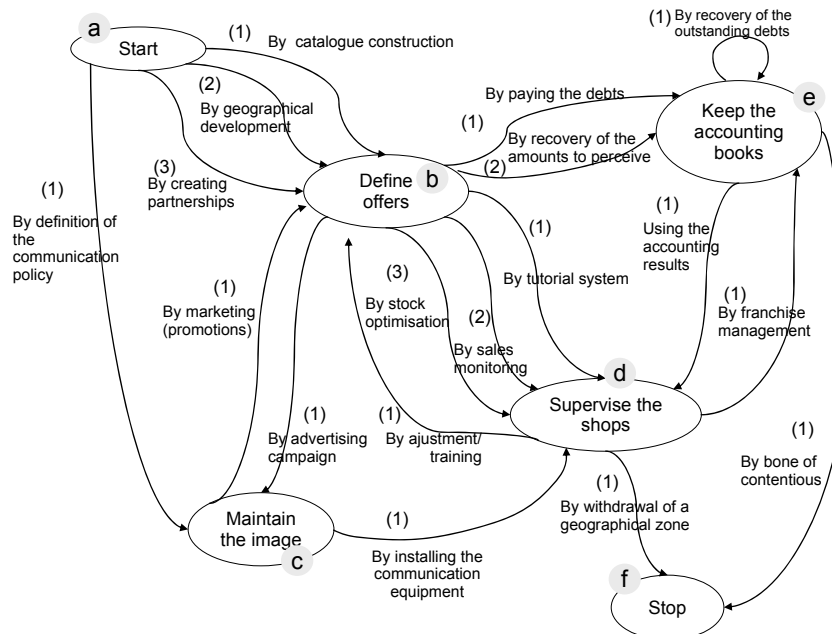 a
Start
(1)
By catalogue construction
(2)
By geographical
development
(3)
By creating
partnerships
(1)
By definition of
the
communication
policy
b
Define
offers
(1)
By recovery of the
outstanding debts
e
Keep the
accounting
books
By paying the debts
(1)
By recovery of the
amounts to perceive
(2)
(1)
Using the
accounting
results
(1)
By franchise
management
(1)
By tutorial system
(2)
By sales
monitoring
(3)
By stock
optimisation
(1)
By marketing
(promotions)
(1)
By advertising
campaign
(1)
By ajustment/
training
d
Supervise the
shops
(1)
By bone of
contentious
(1)
By withdrawal of a
geographical zone
Maintain
the image
c
(1)
By installing the
communication
equipment
f
Stop